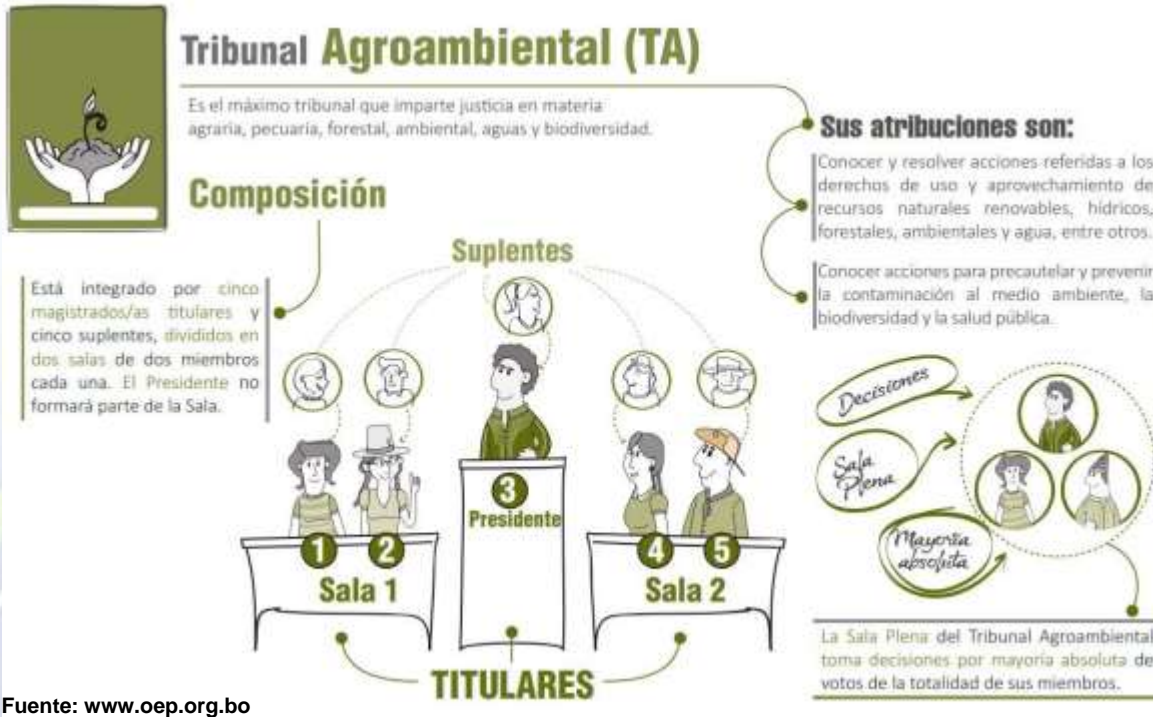 Tribunal Agroambiental (TA)
Es el máximo tribunal que imparte justicia en materia
agraria, pecuaria, forestal, ambiental, aguas y biodiversidad.
Composición
Está integrado por cinco
magistrados/as titulares y
cinco suplentes, divididos en
dos salas de dos miembros
cada una. El Presidente no
formará parte de la Sala.
Suplentes
3
Presidente
1 2
Sala 1
4 5
Sala 2
TITULARES
Sus atribuciones son:
Conocer y resolver acciones referidas a los
derechos de uso y aprovechamiento de
recursos naturales renovables, hídricos,
forestales, ambientales y agua, entre otros.
Conocer acciones para precautelar y prevenir
la contaminación al medio ambiente, la
biodiversidad y la salud pública.
Decisiones
Sala
Plena
Mayoría
absoluta
La Sala Plena del Tribunal Agroambiental
toma decisiones por mayoría absoluta de
votos de la totalidad de sus miembros.
Fuente: www.oep.org.bo